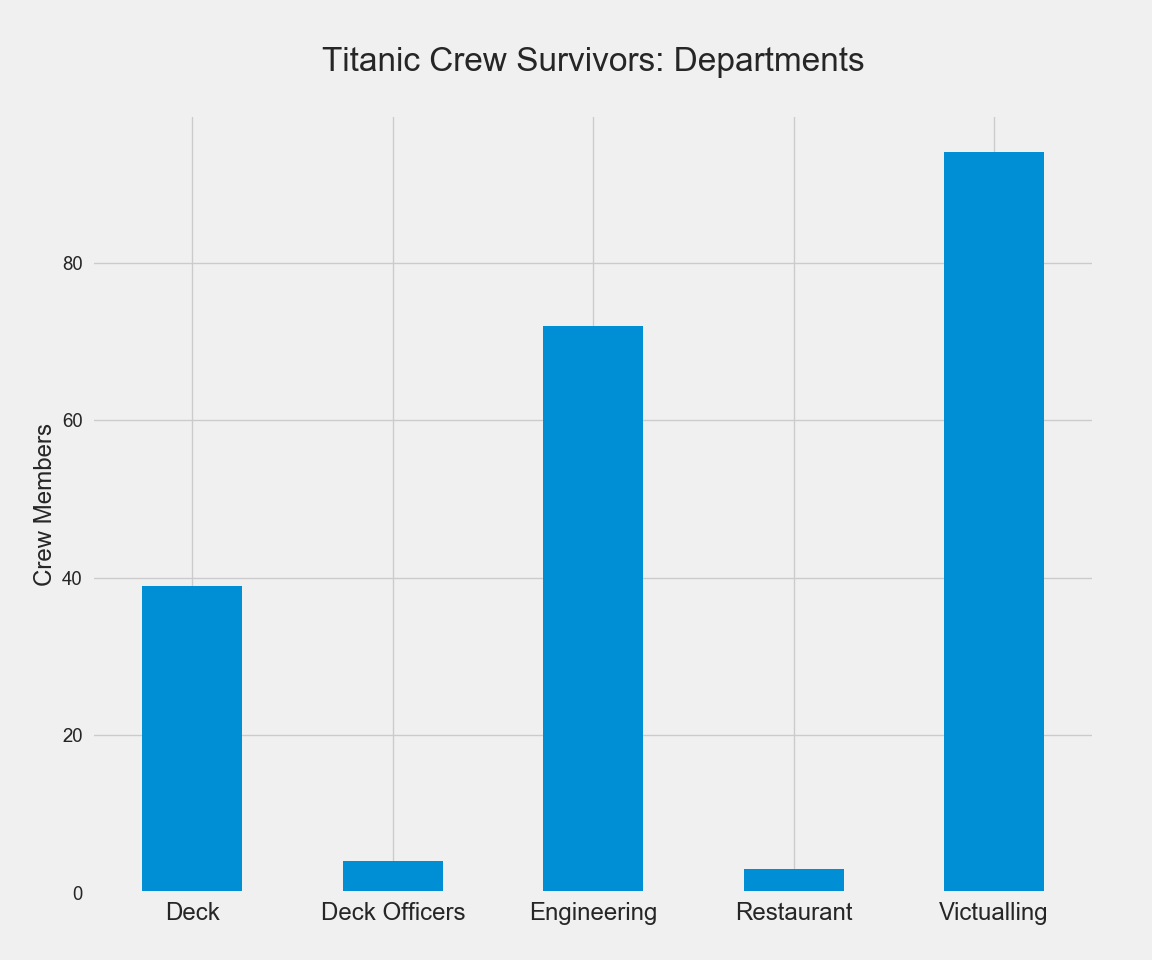 Titanic Crew Survivors: Departments
Crew Members
80
60
40
20
0
Deck
Deck Officers
Engineering
Restaurant
Victualling